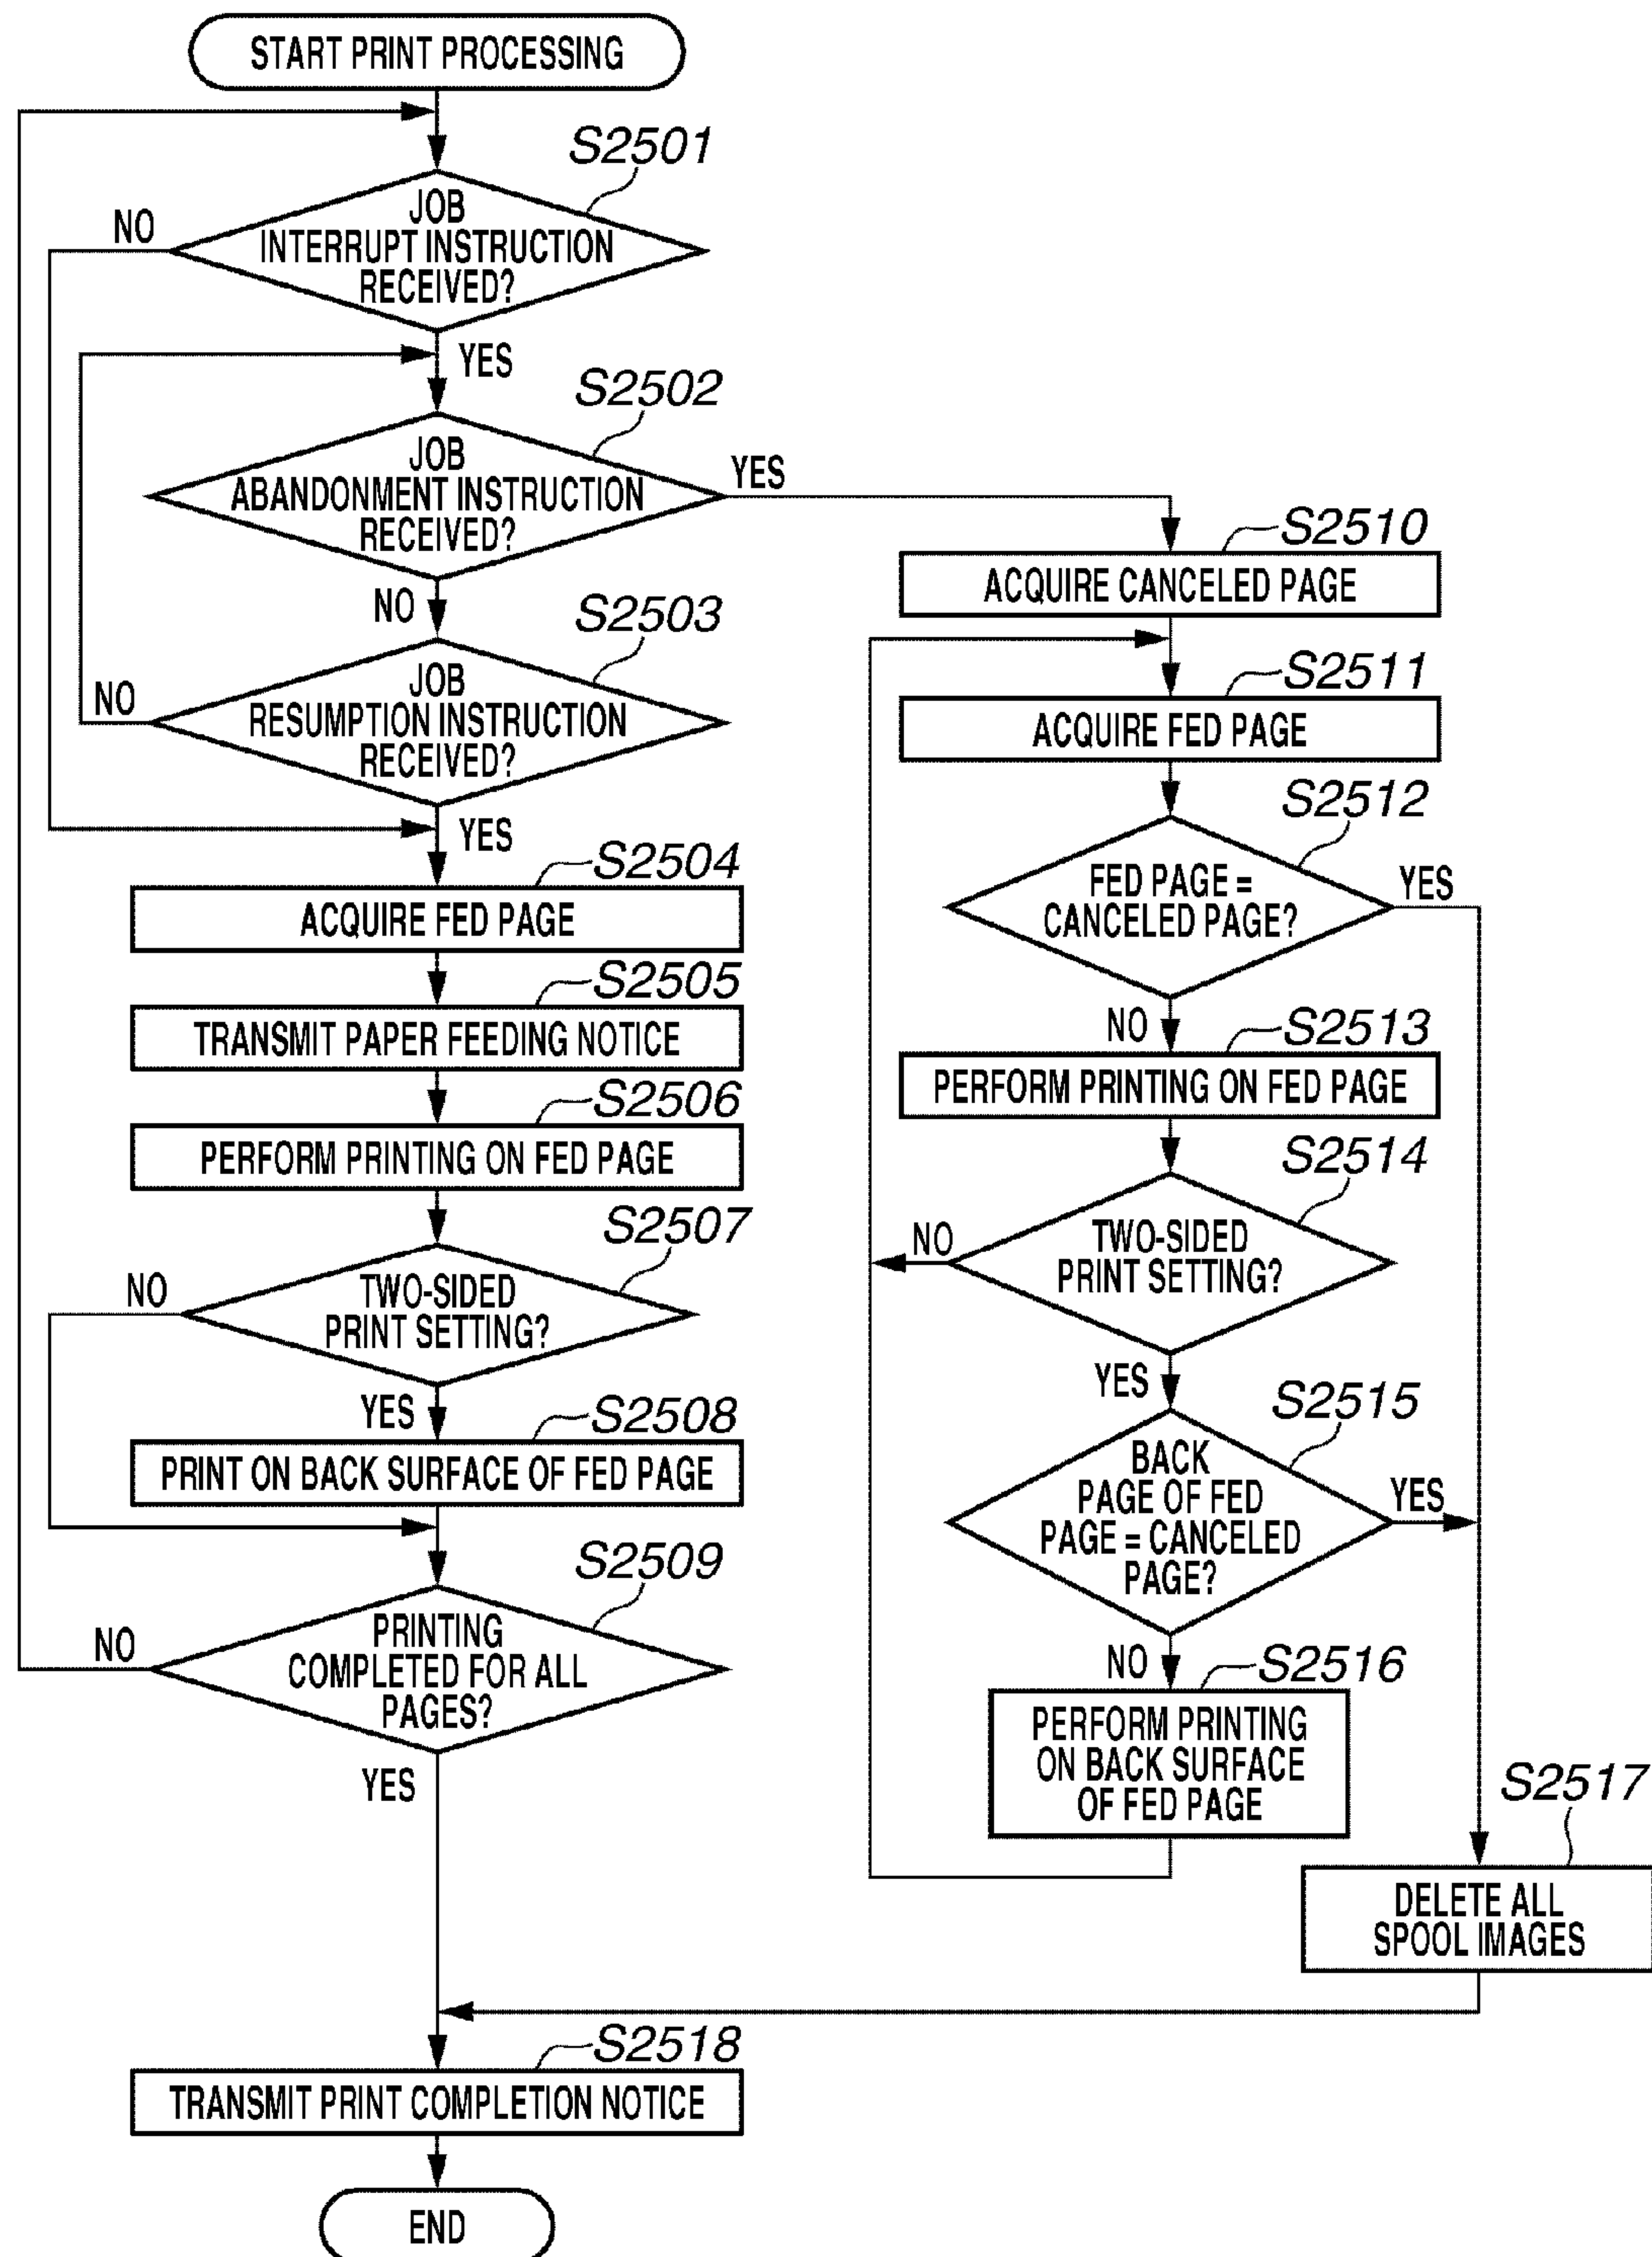 START PRINT PROCESSING
S2501
JOB
INTERRUPT INSTRUCTION
RECEIVED?
NO
YES
S2502
JOB
ABANDONMENT INSTRUCTION
RECEIVED?
YES
NO
S2503
JOB
RESUMPTION INSTRUCTION
RECEIVED?
NO
YES
S2504
ACQUIRE FED PAGE
S2505
TRANSMIT PAPER FEEDING NOTICE
S2506
PERFORM PRINTING ON FED PAGE
S2507
TWO-SIDED
PRINT SETTING?
NO
YES
S2508
PRINT ON BACK SURFACE OF FED PAGE
S2509
PRINTING
COMPLETED FOR ALL
PAGES?
NO
YES
S2510
ACQUIRE CANCELED PAGE
S2511
ACQUIRE FED PAGE
S2512
FED PAGE =
CANCELED PAGE?
YES
NO
S2513
PERFORM PRINTING ON FED PAGE
S2514
TWO-SIDED
PRINT SETTING?
NO
YES
S2515
BACK
PAGE OF FED
PAGE = CANCELED
PAGE?
YES
NO
S2516
PERFORM PRINTING
ON BACK SURFACE
OF FED PAGE
S2517
DELETE ALL
SPOOL IMAGES
S2518
TRANSMIT PRINT COMPLETION NOTICE
END